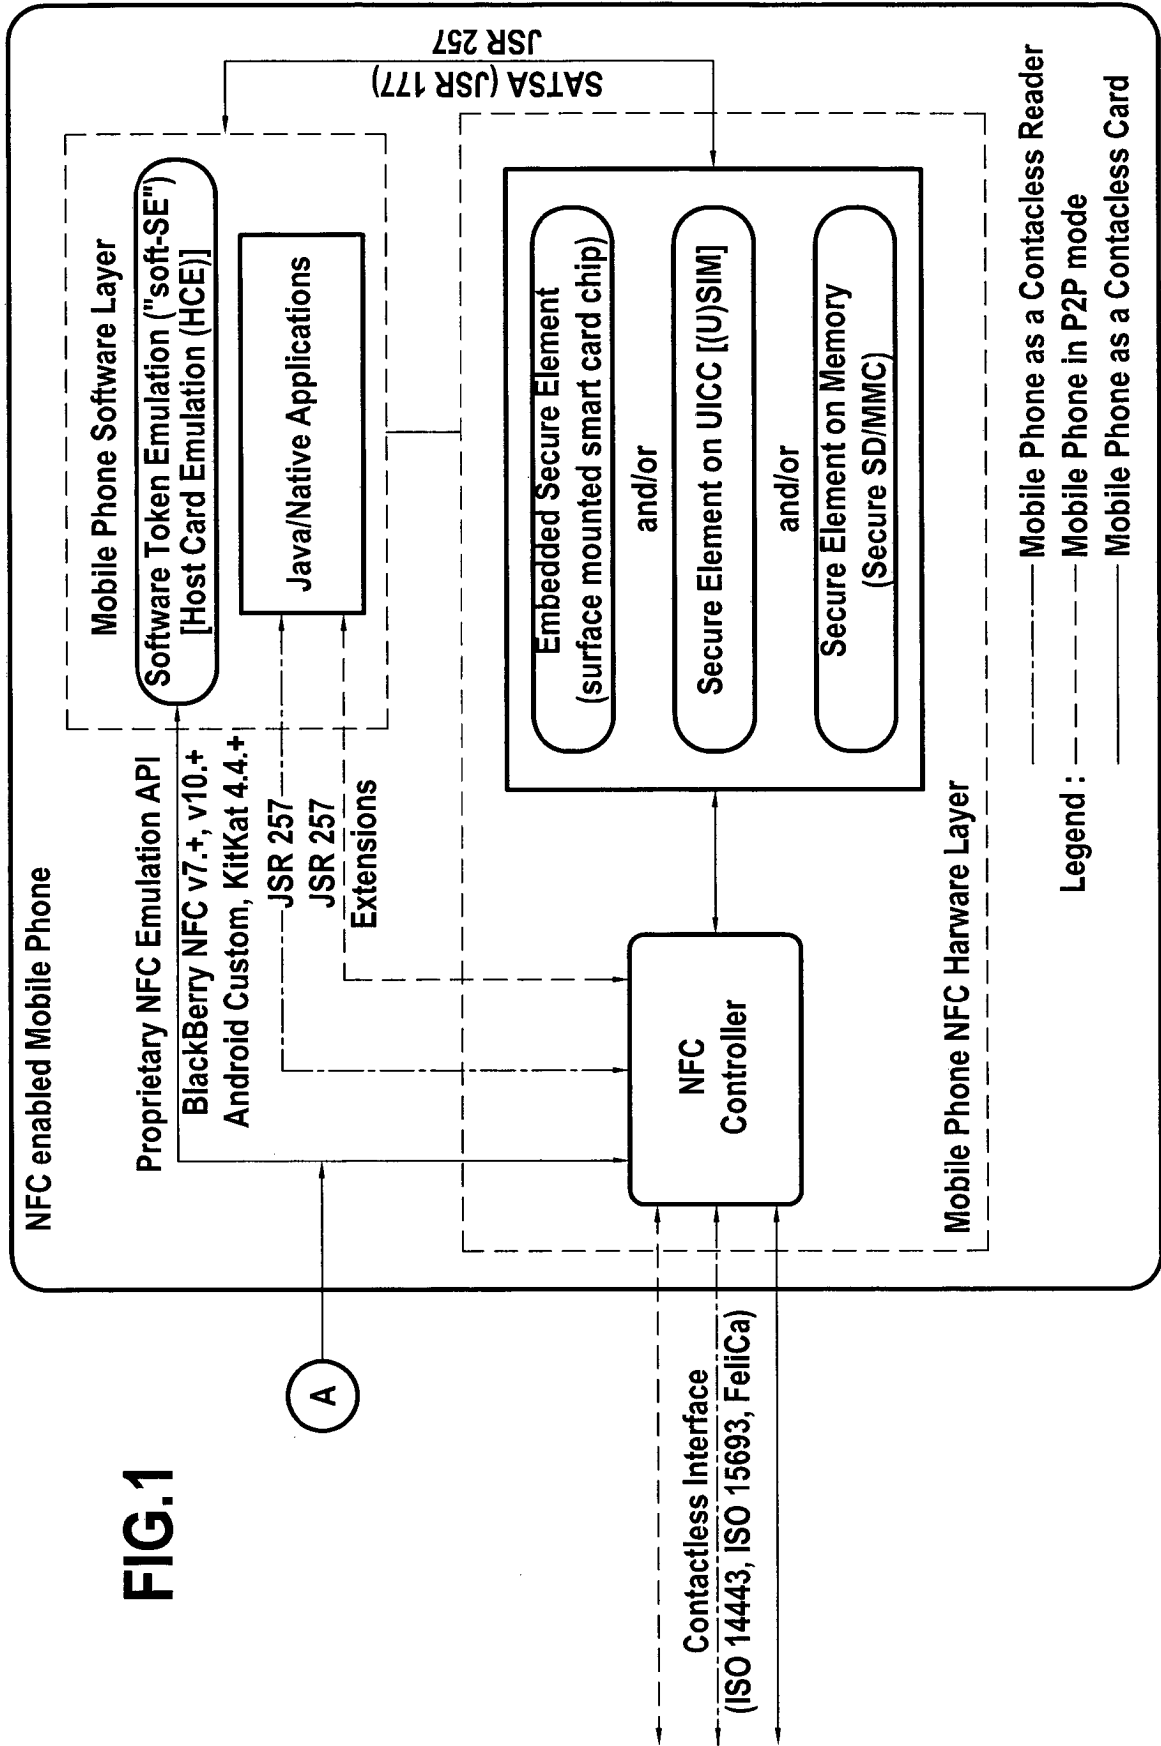 FIG.1
NFC enabled Mobile Phone
Proprietary NFC Emulation API
BlackBerry NFC v7.+, v10.+
Android Custom, KitKat 4.4.+
JSR 257
JSR 257
Extensions
Mobile Phone Software Layer
Software Token Emulation ("soft-SE")
[Host Card Emulation (HCE)]
Java/Native Applications
SATSA (JSR 177)
JSR 257
A
Contactless Interface
(ISO 14443, ISO 15693, FeliCa)
NFC
Controller
Embedded Secure Element
(surface mounted smart card chip)
and/or
Secure Element on UICC [(U)SIM]
and/or
Secure Element on Memory
(Secure SD/MMC)
Mobile Phone NFC Harware Layer
Legend :
Mobile Phone as a Contacless Reader
Mobile Phone in P2P mode
Mobile Phone as a Contacless Card